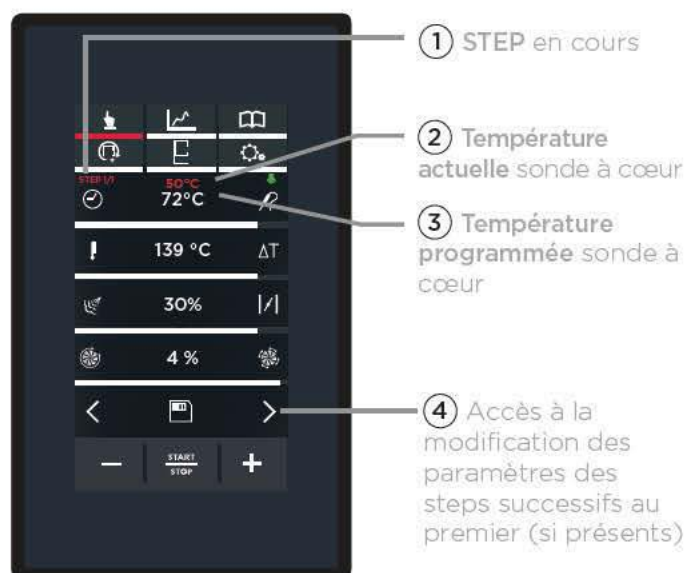 1 STEP en cours
2 Température
actuelle sonde à cœur
3 Température
programmée sonde à
cœur
4 Accès à la
modification des
paramètres des
steps successifs au
premier (si présents)
STEP 1/1
50°C
72°C
139 °C
ΔT
30%
4 %
START
STOP